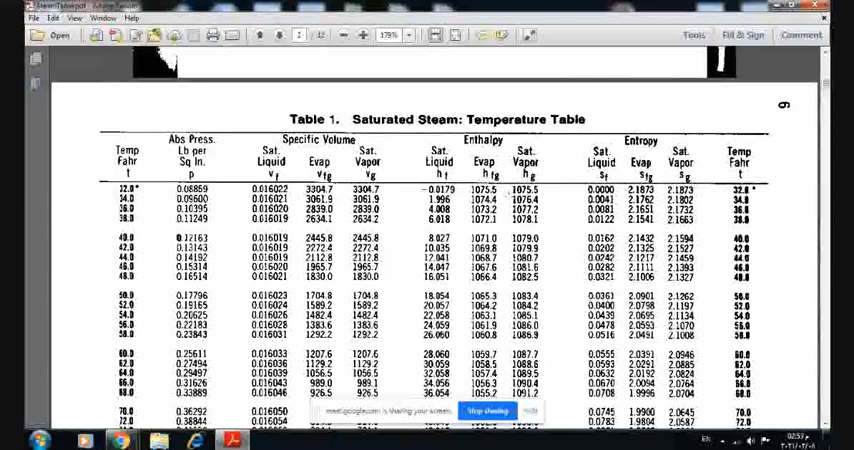 SteamTable.pdf - Adobe Reader
File Edit View Window Help
Open 2 / 12 179% Tools Fill & Sign Comment
6
Table 1. Saturated Steam: Temperature Table
Abs Press. Specific Volume Enthalpy Entropy
Temp Lb per Sat. Sat. Sat. Sat. Sat. Sat. Temp
Fahr Sq In. Liquid Evap Vapor Liquid Evap Vapor Liquid Evap Vapor Fahr
t p vf vfg vg hf hfg hg sf sfg sg t
32.0* 0.08859 0.016022 3304.7 3304.7 -0.0179 1075.5 1075.5 0.0000 2.1873 2.1873 32.0*
34.0 0.09600 0.016021 3061.9 3061.9 1.996 1074.4 1076.4 0.0041 2.1762 2.1802 34.0
36.0 0.10395 0.016020 2839.0 2839.0 4.008 1073.2 1077.2 0.0081 2.1651 2.1732 36.0
38.0 0.11249 0.016019 2634.1 2634.2 6.018 1072.1 1078.1 0.0122 2.1541 2.1663 38.0
40.0 0.12163 0.016019 2445.8 2445.8 8.027 1071.0 1079.0 0.0162 2.1432 2.1594 40.0
42.0 0.13143 0.016019 2272.4 2272.4 10.035 1069.8 1079.9 0.0202 2.1325 2.1527 42.0
44.0 0.14192 0.016019 2112.8 2112.8 12.041 1068.7 1080.7 0.0242 2.1217 2.1459 44.0
46.0 0.15314 0.016020 1965.7 1965.7 14.047 1067.6 1081.6 0.0282 2.1111 2.1393 46.0
48.0 0.16514 0.016021 1830.0 1830.0 16.051 1066.4 1082.5 0.0321 2.1006 2.1327 48.0
50.0 0.17796 0.016023 1704.8 1704.8 18.054 1065.3 1083.4 0.0361 2.0901 2.1262 50.0
52.0 0.19165 0.016024 1589.2 1589.2 20.057 1064.2 1084.2 0.0400 2.0798 2.1197 52.0
54.0 0.20625 0.016026 1482.4 1482.4 22.058 1063.1 1085.1 0.0439 2.0695 2.1134 54.0
56.0 0.22183 0.016028 1383.6 1383.6 24.059 1061.9 1086.0 0.0478 2.0593 2.1070 56.0
58.0 0.23843 0.016031 1292.2 1292.2 26.060 1060.8 1086.9 0.0516 2.0491 2.1008 58.0
60.0 0.25611 0.016033 1207.6 1207.6 28.060 1059.7 1087.7 0.0555 2.0391 2.0946 60.0
62.0 0.27494 0.016036 1129.2 1129.2 30.059 1058.5 1088.6 0.0593 2.0291 2.0885 62.0
64.0 0.29497 0.016039 1056.5 1056.5 32.058 1057.4 1089.5 0.0632 2.0192 2.0824 64.0
66.0 0.31626 0.016043 989.0 989.1 34.056 1056.3 1090.4 0.0670 2.0094 2.0764 66.0
68.0 0.33889 0.016046 926.5 926.5 36.054 1055.2 1091.2 0.0708 1.9996 2.0704 68.0
70.0 0.36292 0.016050 0.0745 1.9900 2.0645 70.0
72.0 0.38844 0.016054 0.0783 1.9804 2.0587 72.0
meet.google.com is sharing your screen. Stop sharing Hide
EN 02:53 م